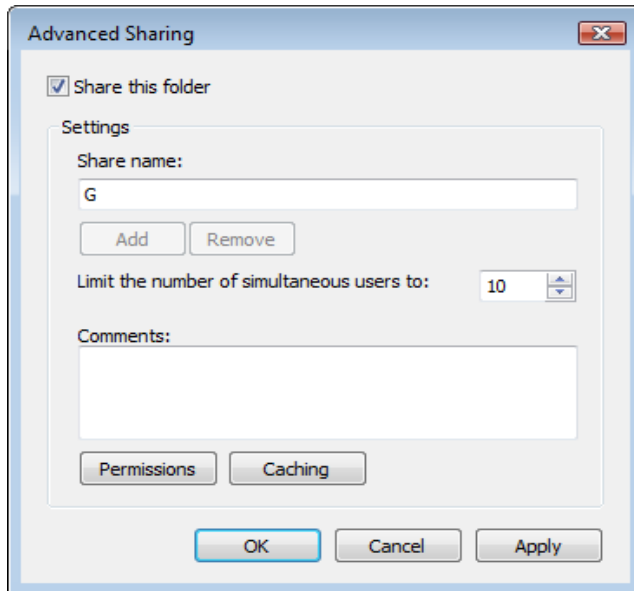 Advanced Sharing
Share this folder
Settings
Share name:
G
Add Remove
Limit the number of simultaneous users to: 10
Comments:
Permissions Caching
OK Cancel Apply